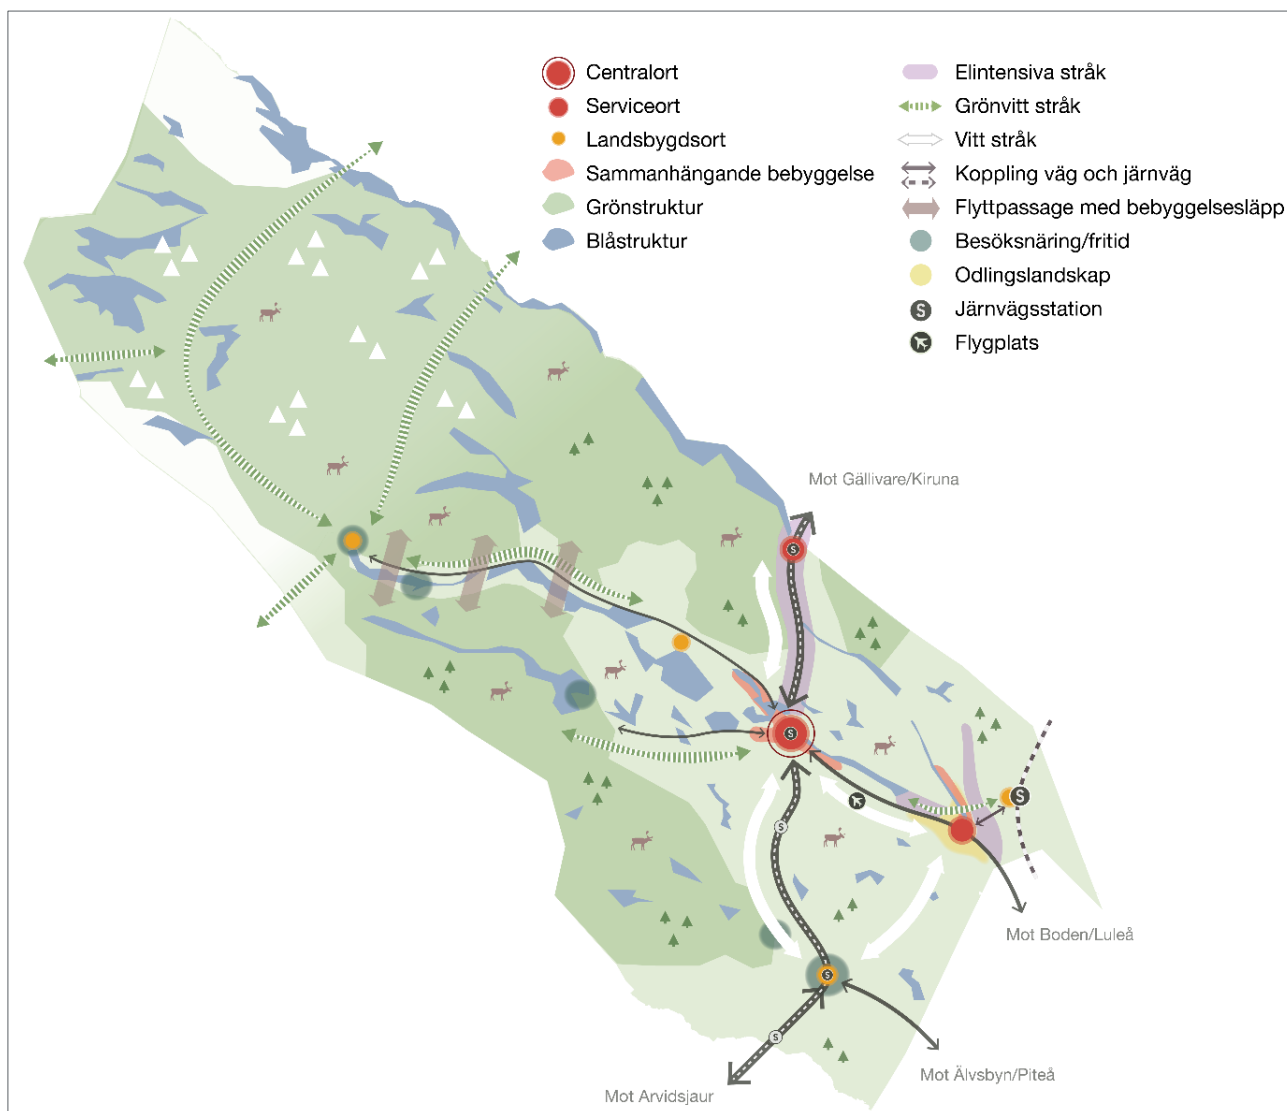 Centralort
Serviceort
Landsbygdsort
Sammanhängande bebyggelse
Grönstruktur
Blåstruktur
Elintensiva stråk
Grönvitt stråk
Vitt stråk
Koppling väg och järnväg
Flyttpassage med bebyggelsesläpp
Besöksnäring/fritid
Odlingslandskap
S
Järnvägsstation
Flygplats
Mot Gällivare/Kiruna
S
S
S
S
Mot Boden/Luleå
S
S
Mot Älvsbyn/Piteå
Mot Arvidsjaur